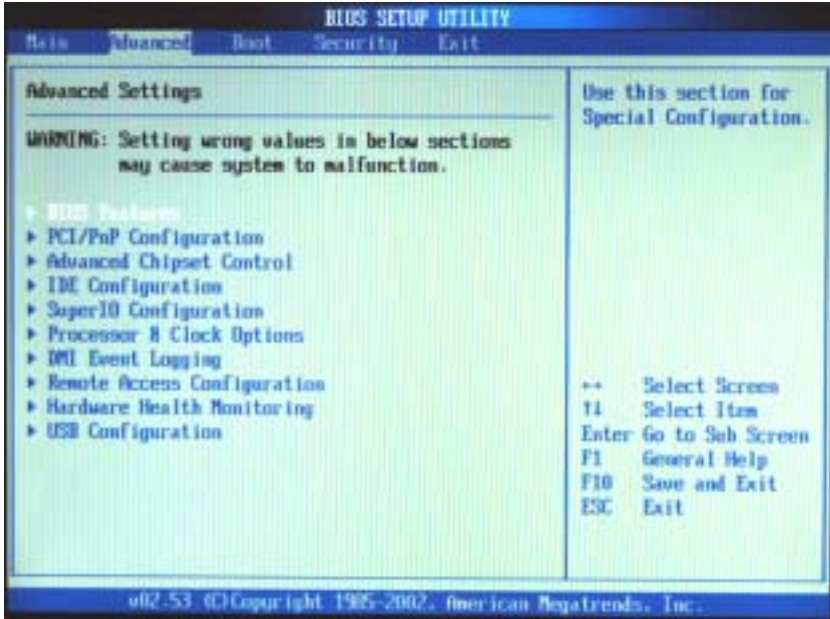 BIOS SETUP UTILITY
Main Advanced Boot Security Exit
Advanced Settings
WARNING: Setting wrong values in below sections
may cause system to malfunction.
▶ BIOS Features
▶ PCI/PnP Configuration
▶ Advanced Chipset Control
▶ IDE Configuration
▶ SuperIO Configuration
▶ Processor & Clock Options
▶ DMI Event Logging
▶ Remote Access Configuration
▶ Hardware Health Monitoring
▶ USB Configuration
Use this section for
Special Configuration.
↔ Select Screen
↑↓ Select Item
Enter Go to Sub Screen
F1 General Help
F10 Save and Exit
ESC Exit
v02.53 (C)Copyright 1985-2002, American Megatrends, Inc.